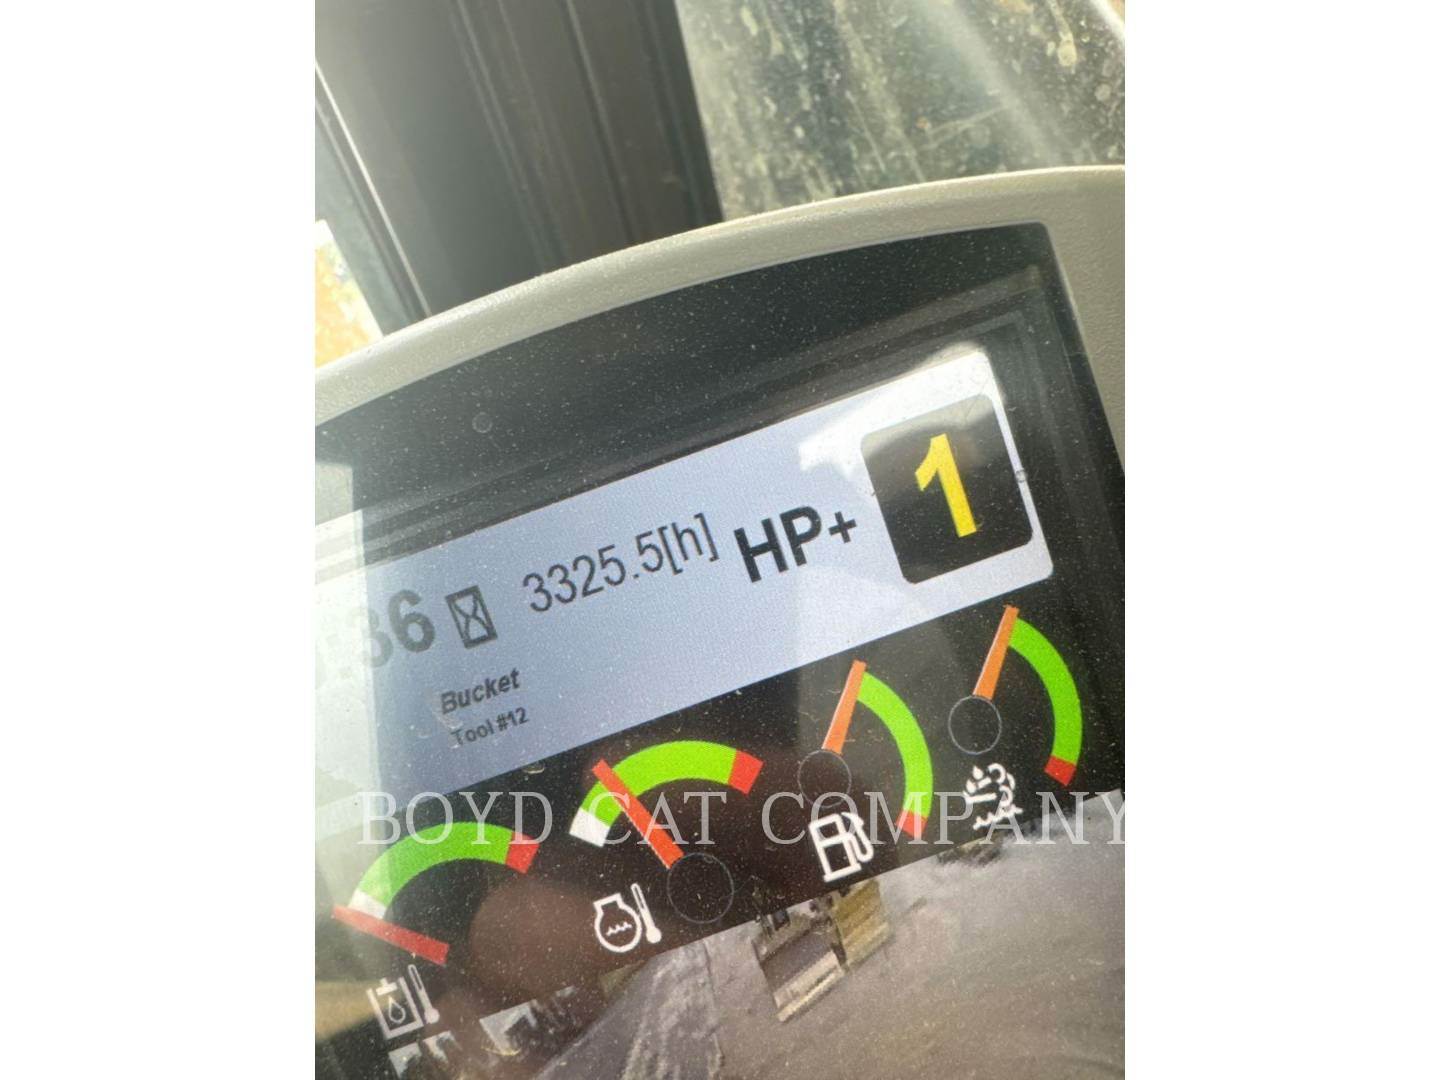 36 3325.5[h] HP+ 1
Bucket
Tool #12
BOYD CAT COMPANY